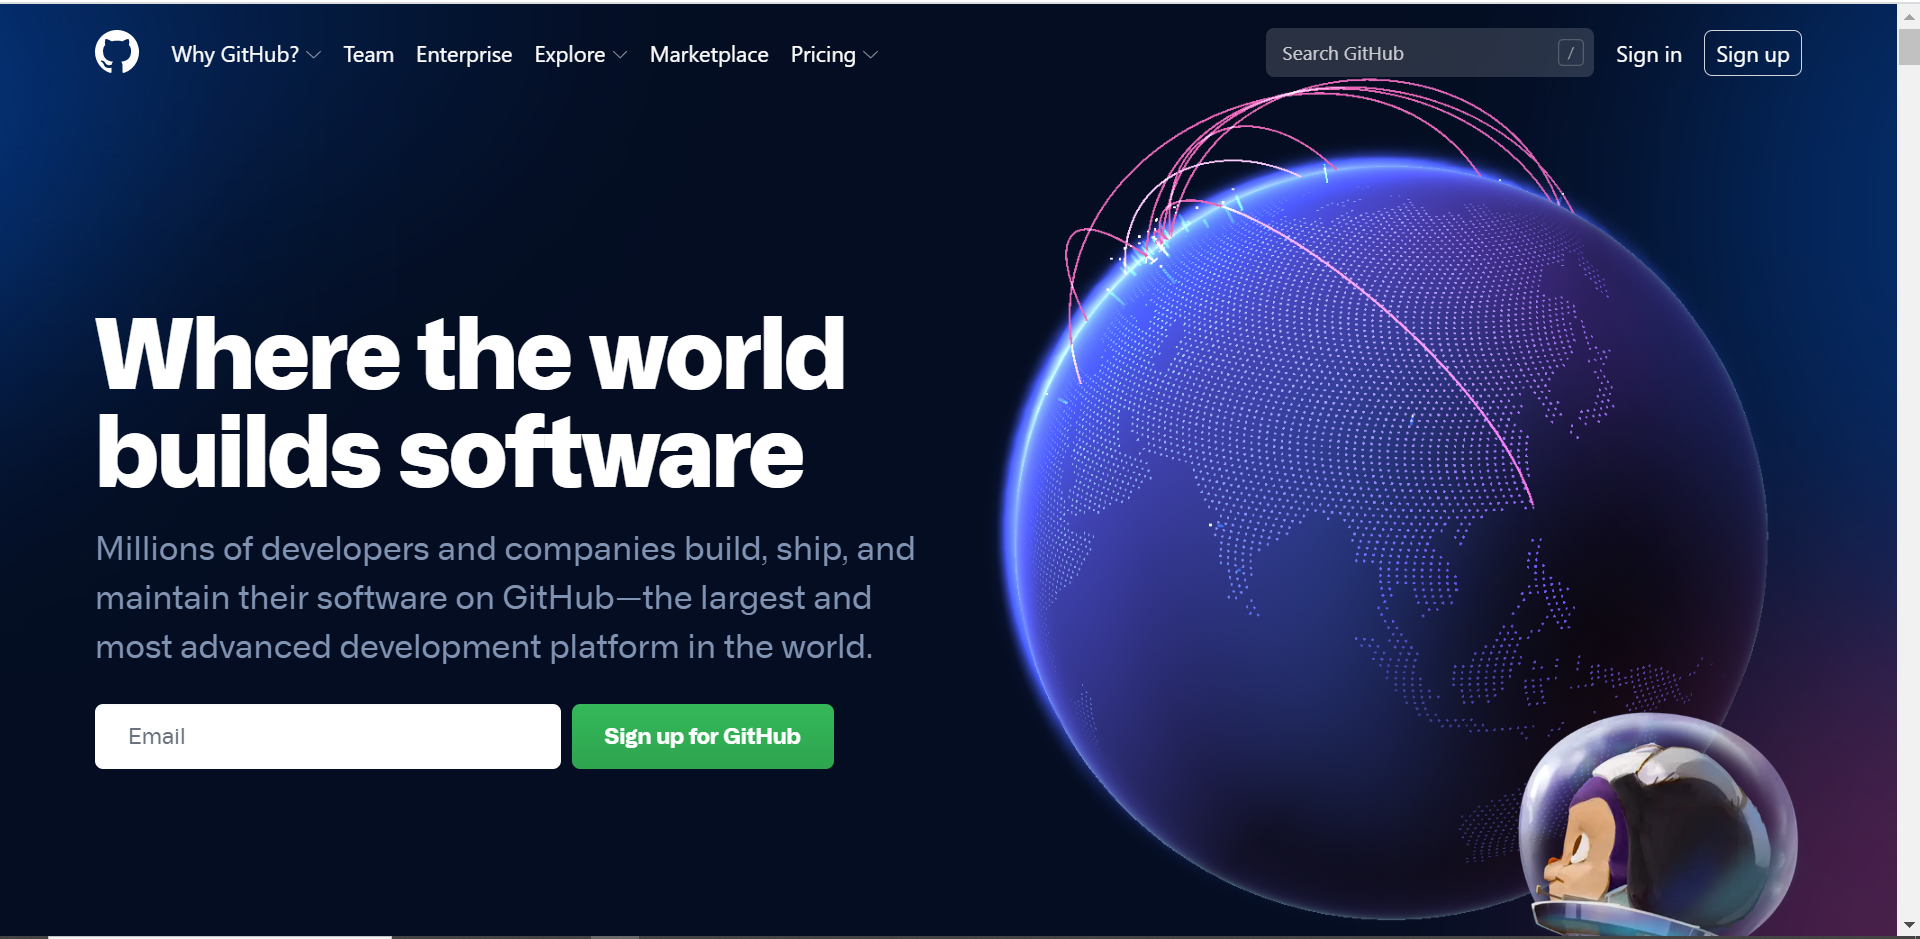 Why GitHub? Team Enterprise Explore Marketplace Pricing Search GitHub / Sign in Sign up
Where the world
builds software
Millions of developers and companies build, ship, and
maintain their software on GitHub—the largest and
most advanced development platform in the world.
Email Sign up for GitHub